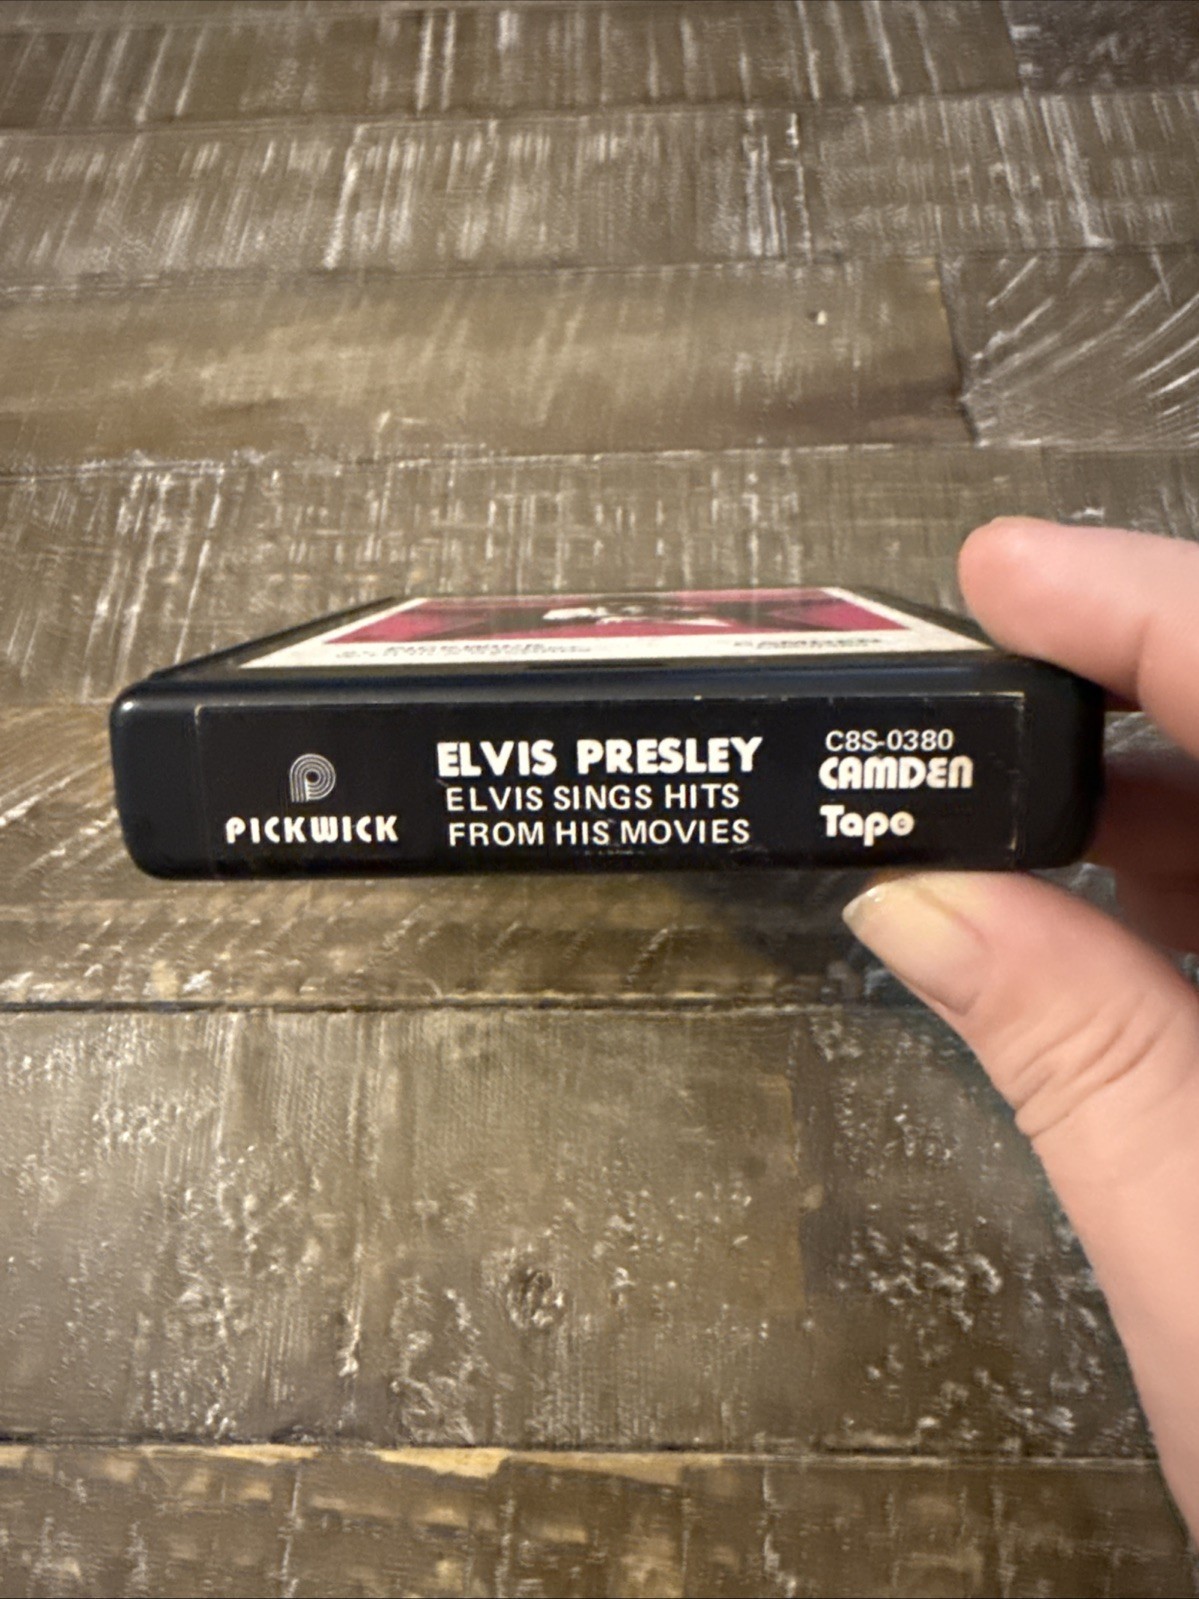 PICKWICK
ELVIS PRESLEY
ELVIS SINGS HITS
FROM HIS MOVIES
C8S-0380
CAMDEN
Tape